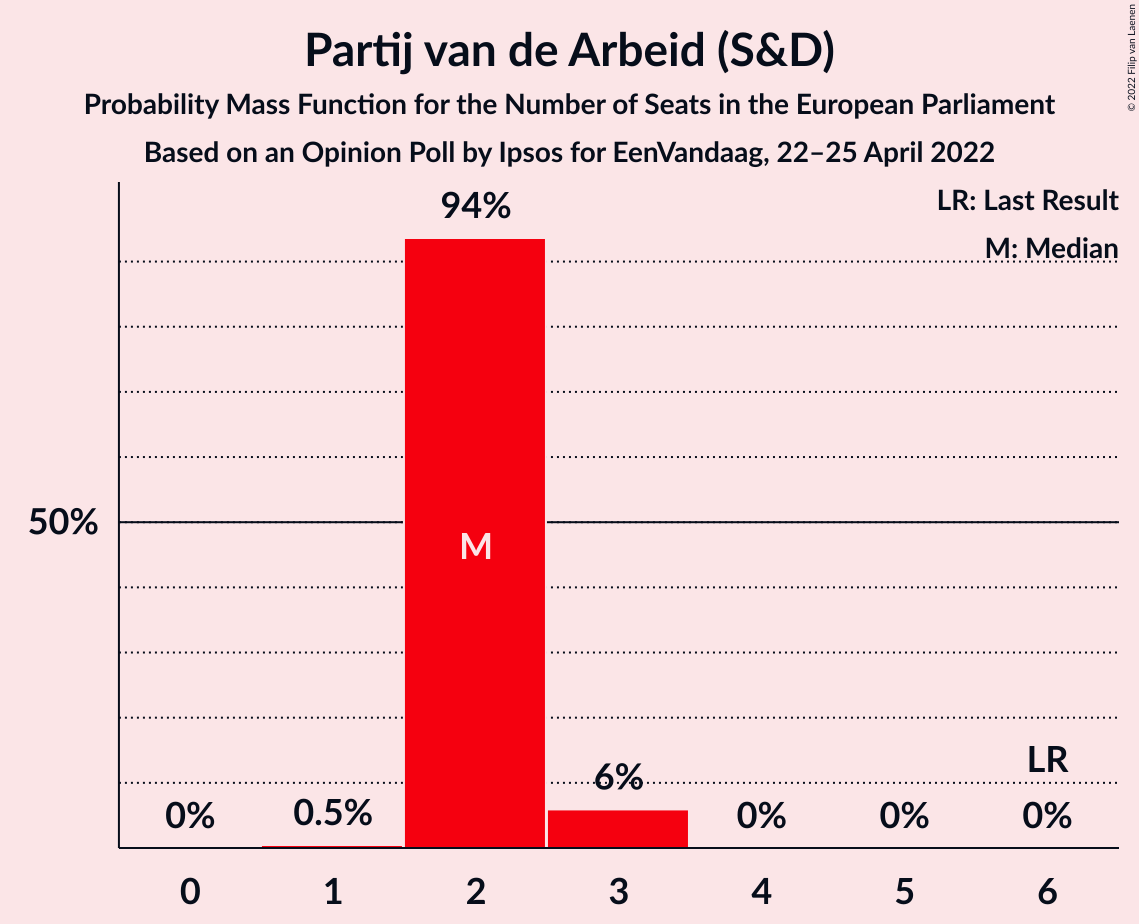 Partij van de Arbeid (S&D)
Probability Mass Function for the Number of Seats in the European Parliament
Based on an Opinion Poll by Ipsos for EenVandaag, 22–25 April 2022
© 2022 Filip van Laenen
LR: Last Result
M: Median
94%
50%
M
LR
0%
0.5%
6%
0%
0%
0%
0
1
2
3
4
5
6